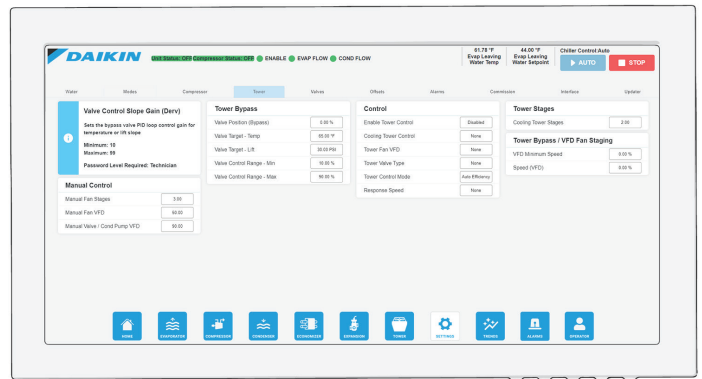 DAIKIN
Unit Status: OFF Compressor Status: OFF ENABLE EVAP FLOW COND FLOW
61.78 °F
Evap Leaving
Water Temp
44.00 °F
Evap Leaving
Water Setpoint
Chiller Control:Auto
AUTO
STOP
Water Modes Compressor Tower Valves Offsets Alarms Commission Interface Updater
Valve Control Slope Gain (Derv)
Sets the bypass valve PID loop control gain for
temperature or lift slope
Minimum: 10
Maximum: 99
Password Level Required: Technician
Manual Control
Manual Fan Stages 3.00
Manual Fan VFD 60.00
Manual Valve / Cond Pump VFD 90.00
Tower Bypass
Valve Position (Bypass) 0.00 %
Valve Target - Temp 65.00 °F
Valve Target - Lift 30.00 PSI
Valve Control Range - Min 10.00 %
Valve Control Range - Max 90.00 %
Control
Enable Tower Control Disabled
Cooling Tower Control None
Tower Fan VFD None
Tower Valve Type None
Tower Control Mode Auto Efficiency
Response Speed None
Tower Stages
Cooling Tower Stages 2.00
Tower Bypass / VFD Fan Staging
VFD Minimum Speed 0.00 %
Speed (VFD) 0.00 %
HOME EVAPORATOR COMPRESSOR CONDENSER ECONOMIZER EXPANSION TOWER SETTINGS TRENDS ALARMS OPERATOR